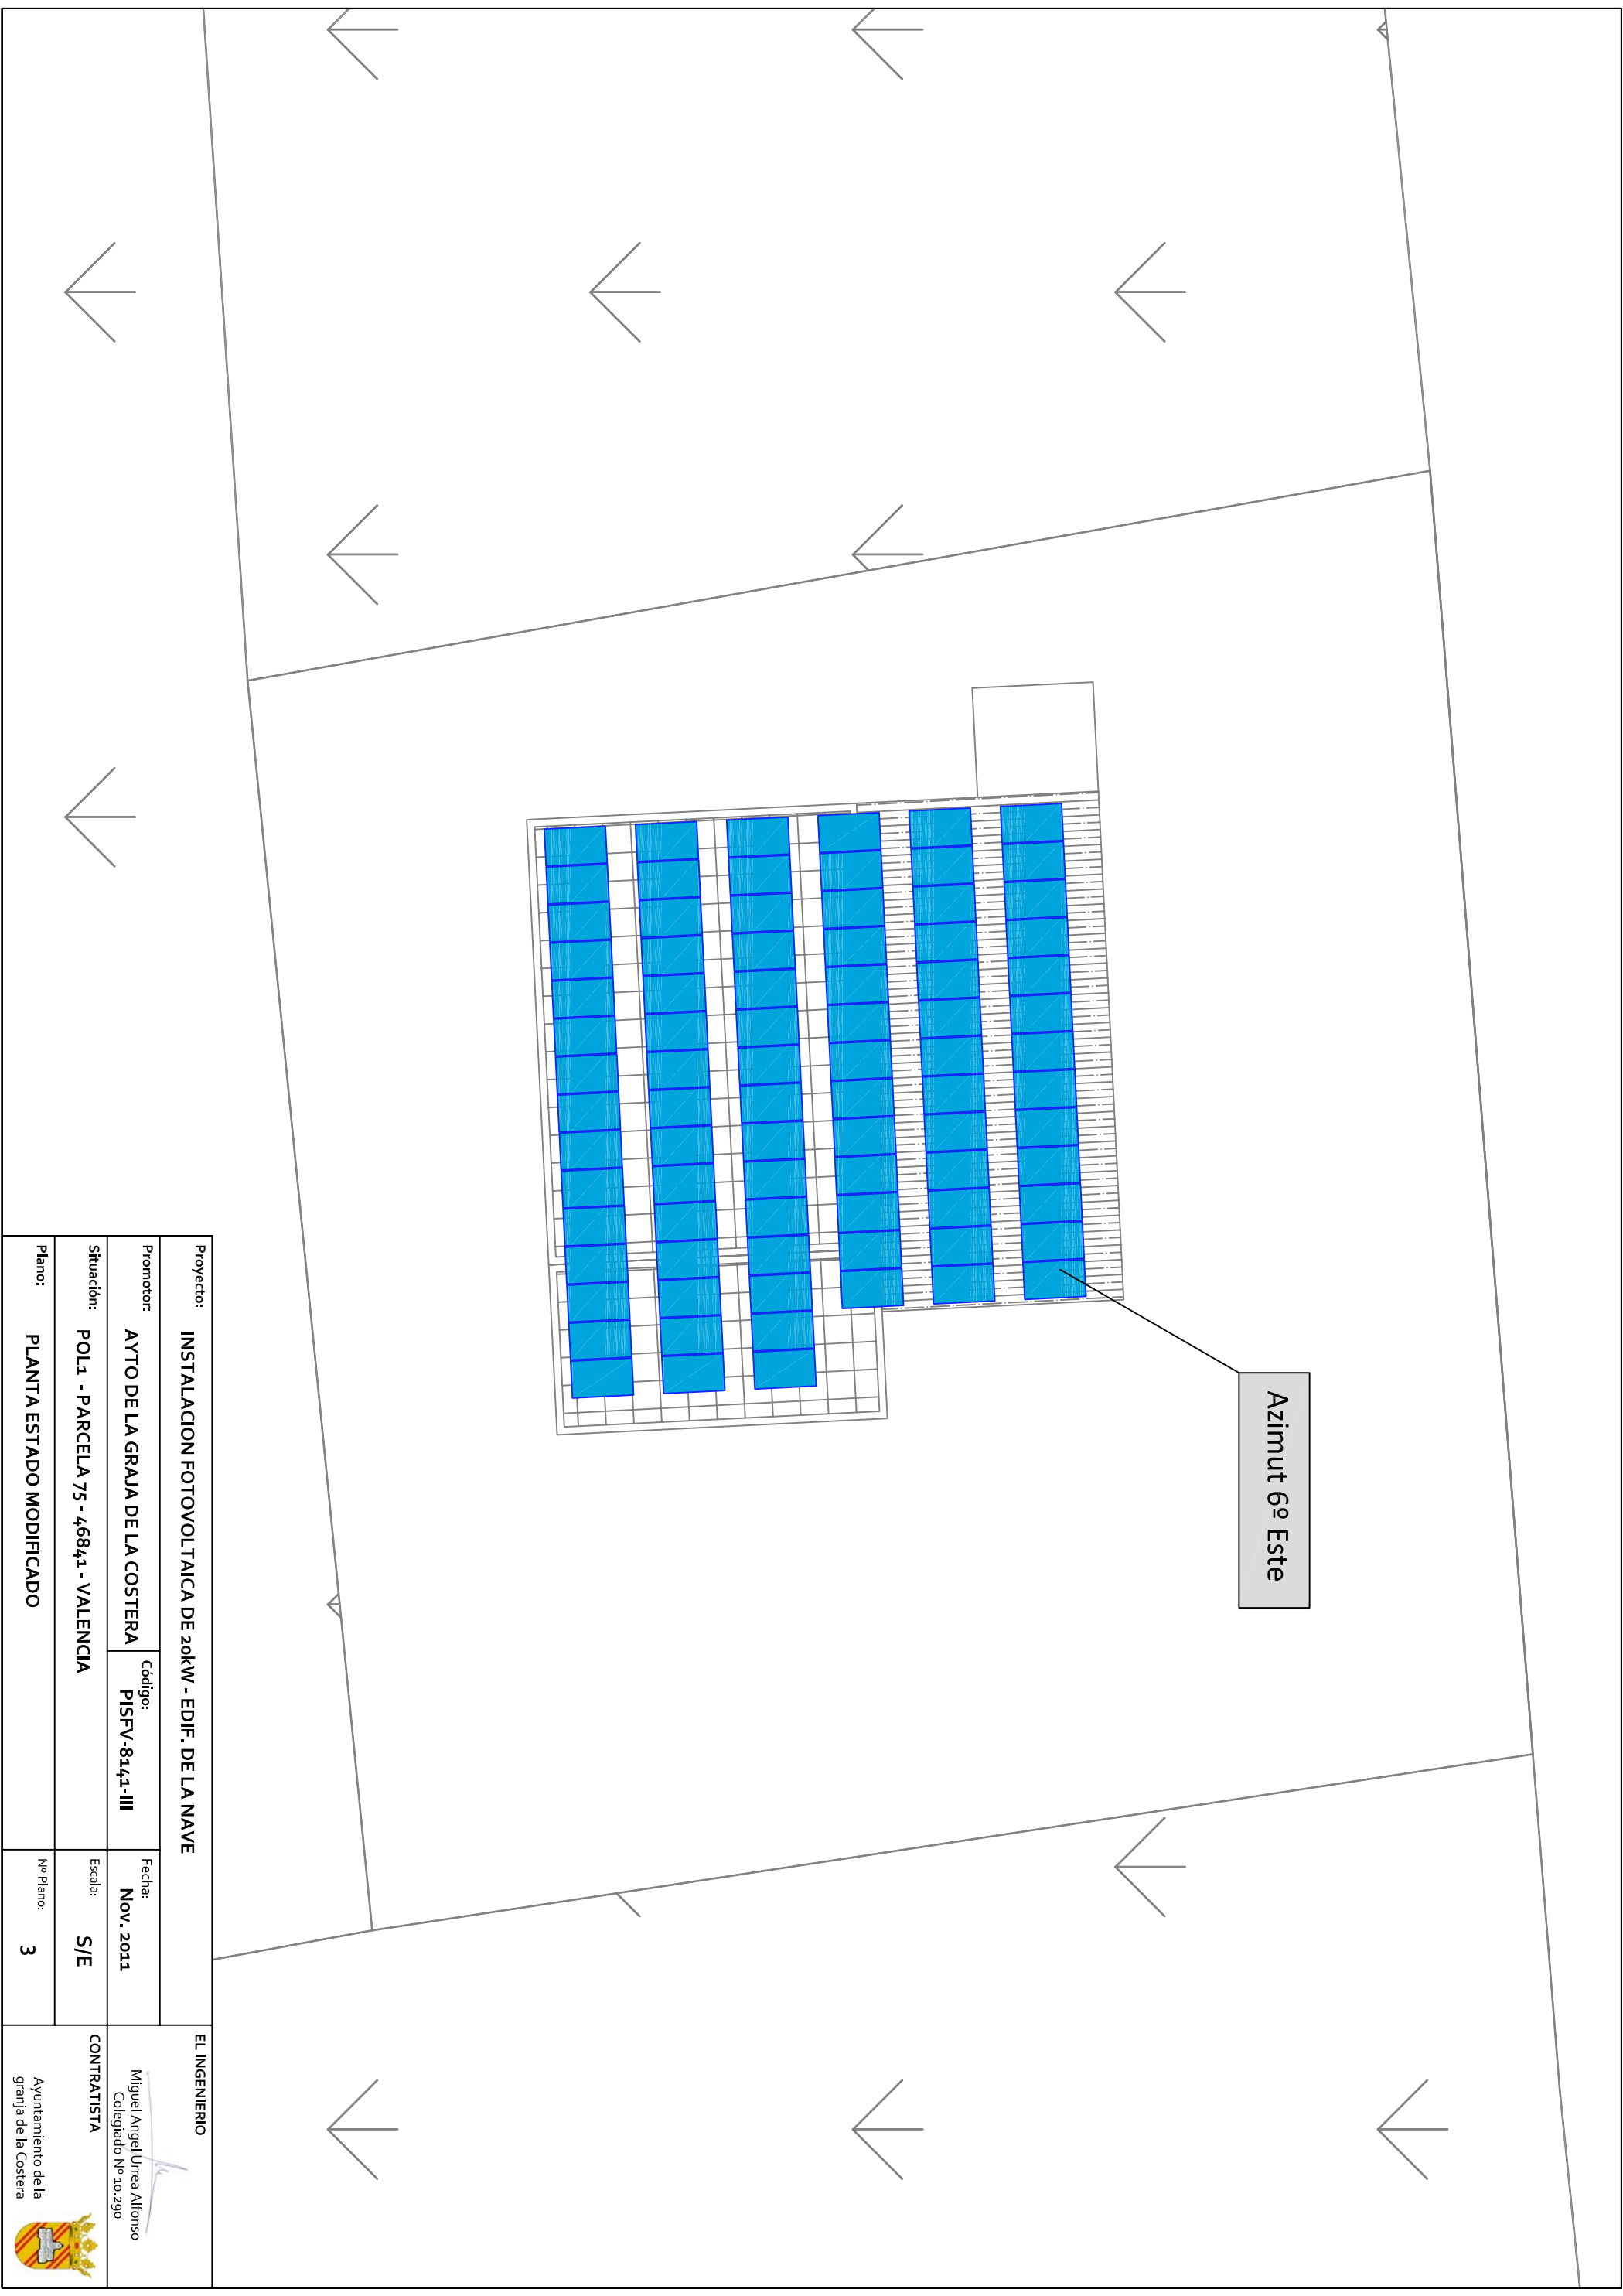 Azimut 6º Este
Proyecto:
INSTALACION FOTOVOLTAICA DE 20kW - EDIF. DE LA NAVE
Promotor:
AYTO DE LA GRAJA DE LA COSTERA
Código:
PISFV-8141-III
Fecha:
Nov. 2011
Situación:
POL1 - PARCELA 75 - 46841 - VALENCIA
Escala:
S/E
Plano:
PLANTA ESTADO MODIFICADO
Nº Plano:
3
EL INGENIERIO
Miguel Angel Urrea Alfonso
Colegiado Nº 10.290
CONTRATISTA
Ayuntamiento de la
granja de la Costera